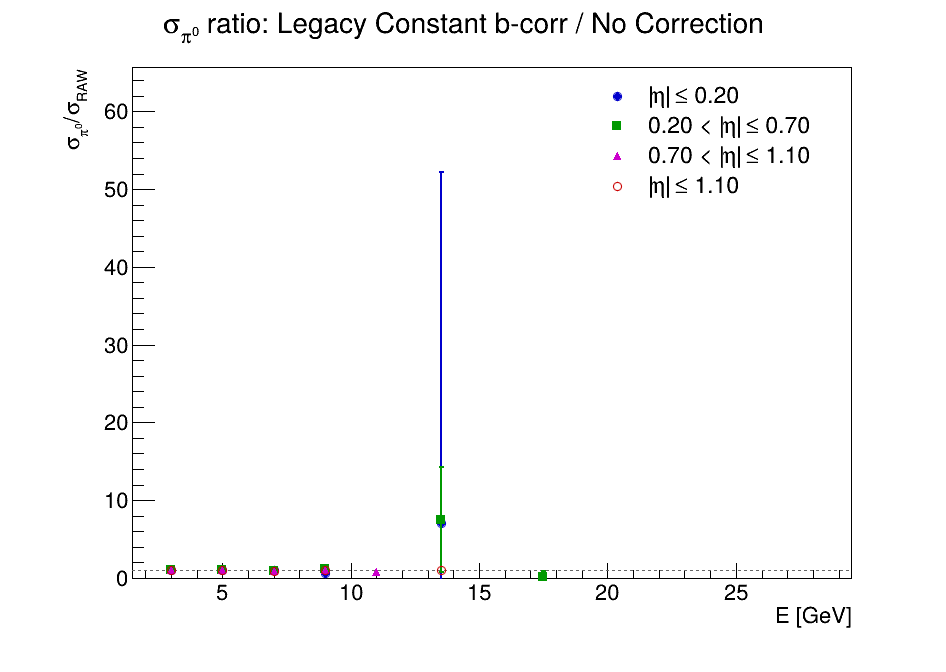 σπ⁰ ratio: Legacy Constant b-corr / No Correction
σπ⁰/σRAW
|η| ≤ 0.20
0.20 < |η| ≤ 0.70
0.70 < |η| ≤ 1.10
|η| ≤ 1.10
60
50
40
30
20
10
0
5 10 15 20 25
E [GeV]